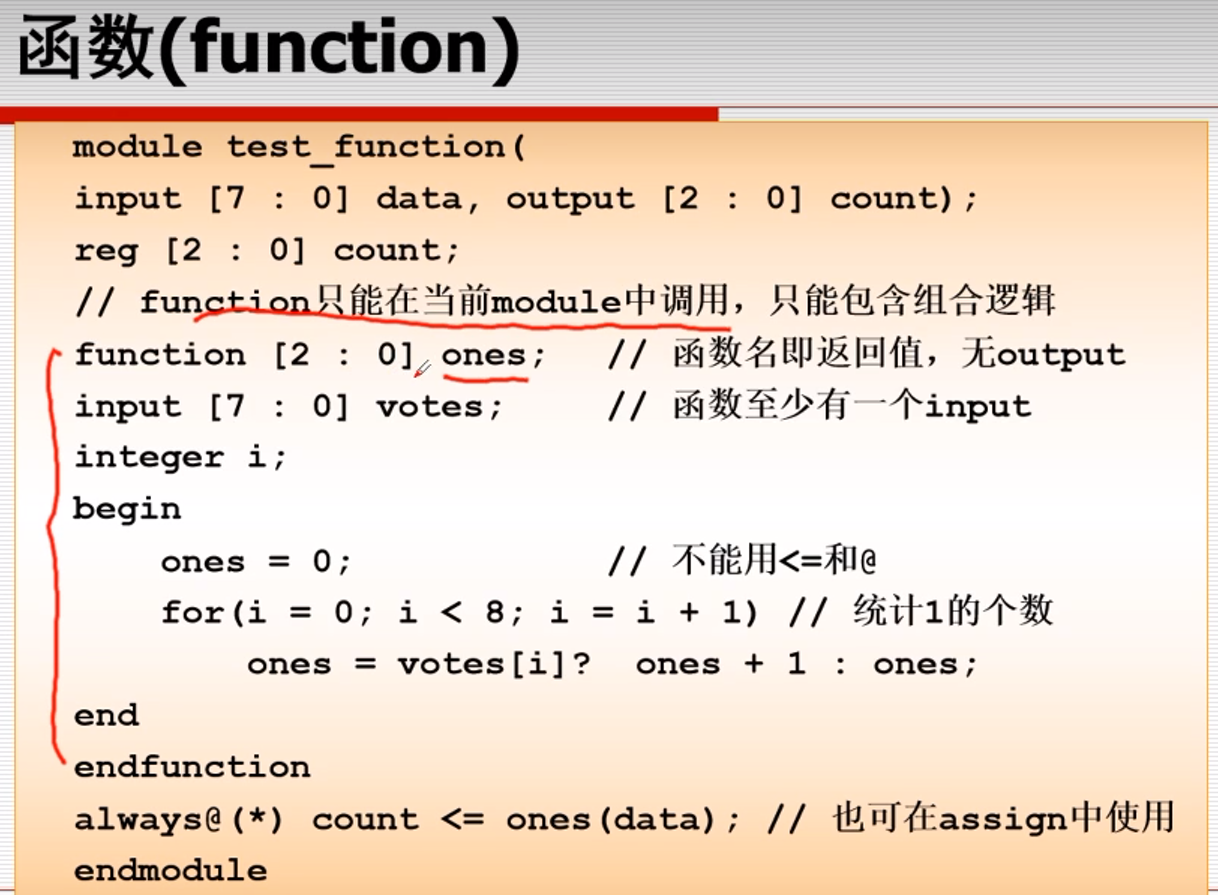 函数(function)
module test_function(
input [7 : 0] data, output [2 : 0] count);
reg [2 : 0] count;
// function只能在当前module中调用，只能包含组合逻辑
function [2 : 0] ones; // 函数名即返回值，无output
input [7 : 0] votes; // 函数至少有一个input
integer i;
begin
ones = 0; // 不能用<=和@
for(i = 0; i < 8; i = i + 1) // 统计1的个数
ones = votes[i]? ones + 1 : ones;
end
endfunction
always@(*) count <= ones(data); // 也可在assign中使用
endmodule